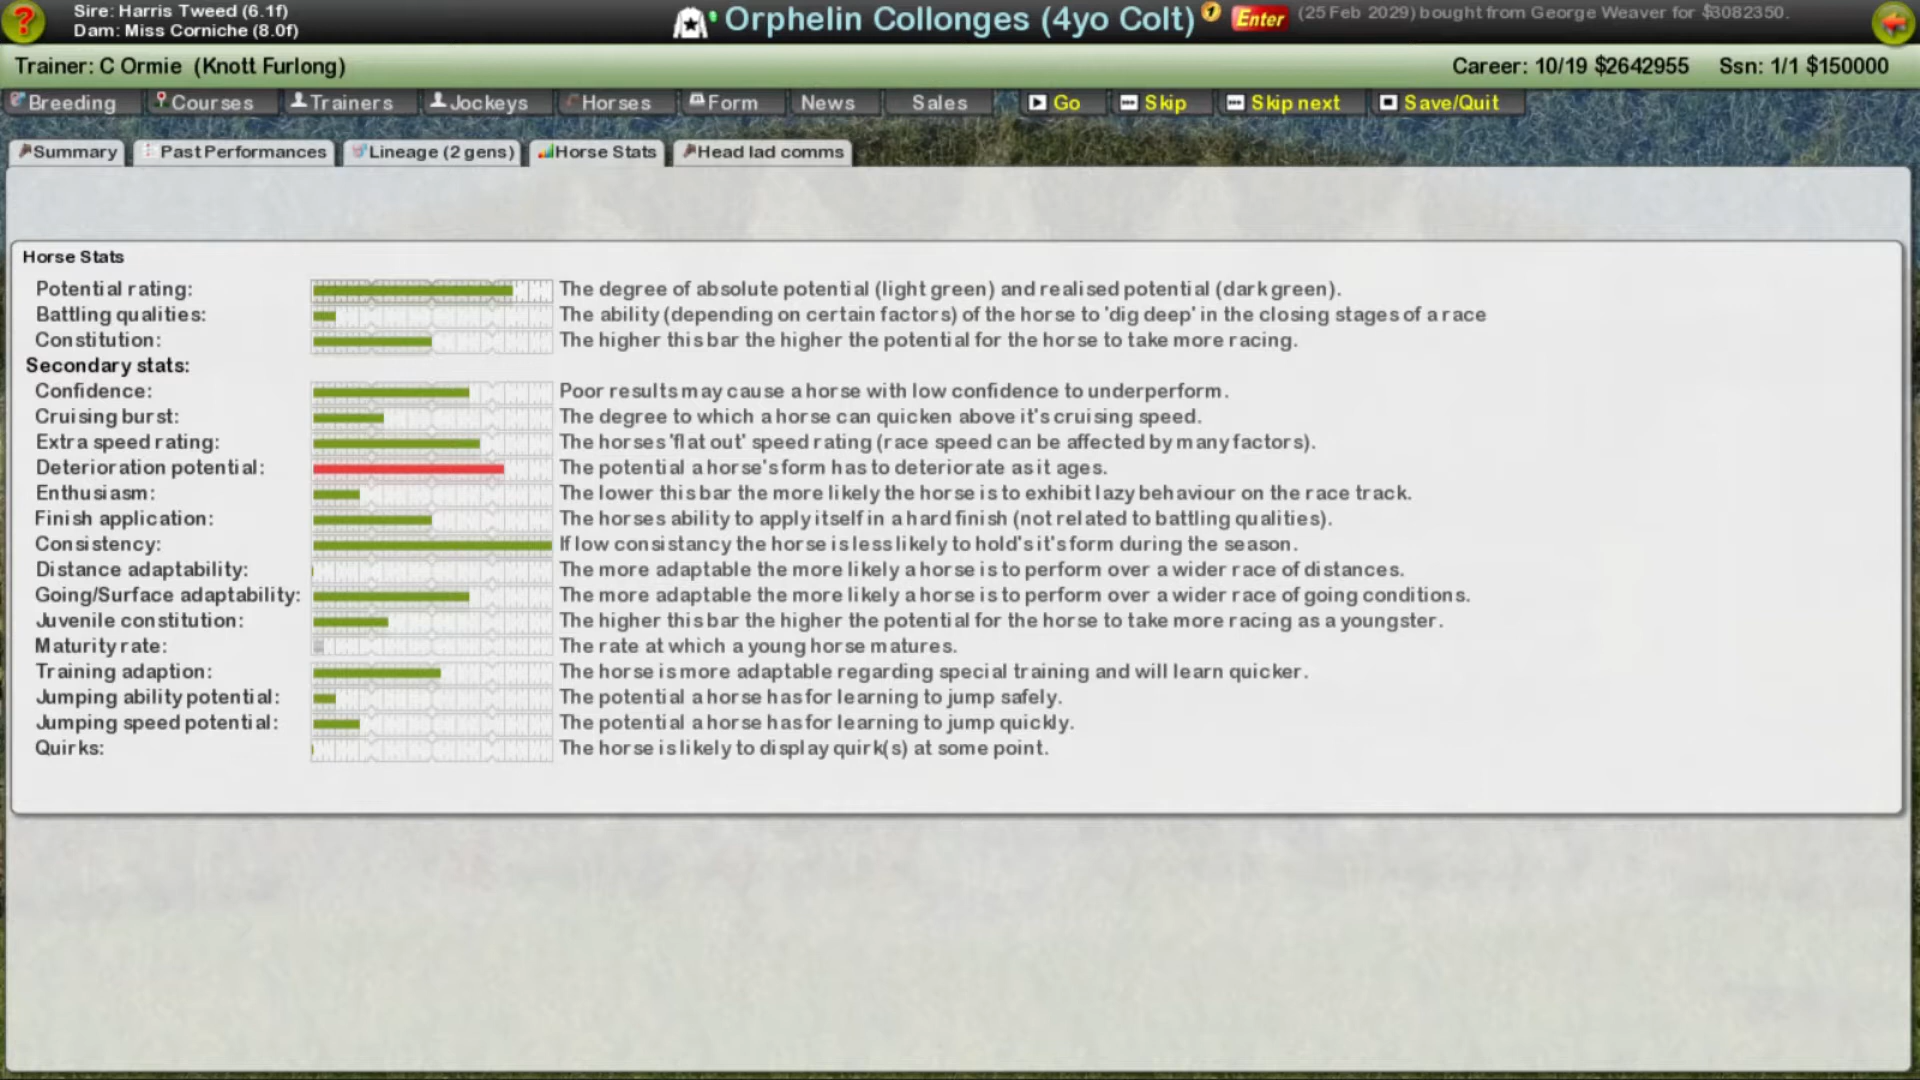 Sire: Harris Tweed (6.1f)
Dam: Miss Corniche (8.0f)
Orphelin Collonges (4yo Colt) 1 Enter (25 Feb 2029) bought from George Weaver for $3082350.
Trainer: C Ormie (Knott Furlong) Career: 10/19 $2642955 Ssn: 1/1 $150000
Breeding Courses Trainers Jockeys Horses Form News Sales Go Skip Skip next Save/Quit
Summary Past Performances Lineage (2 gens) Horse Stats Head lad comms
Horse Stats
Potential rating: The degree of absolute potential (light green) and realised potential (dark green).
Battling qualities: The ability (depending on certain factors) of the horse to 'dig deep' in the closing stages of a race
Constitution: The higher this bar the higher the potential for the horse to take more racing.
Secondary stats:
Confidence: Poor results may cause a horse with low confidence to underperform.
Cruising burst: The degree to which a horse can quicken above it's cruising speed.
Extra speed rating: The horses 'flat out' speed rating (race speed can be affected by many factors).
Deterioration potential: The potential a horse's form has to deteriorate as it ages.
Enthusiasm: The lower this bar the more likely the horse is to exhibit lazy behaviour on the race track.
Finish application: The horses ability to apply itself in a hard finish (not related to battling qualities).
Consistency: If low consistancy the horse is less likely to hold's it's form during the season.
Distance adaptability: The more adaptable the more likely a horse is to perform over a wider race of distances.
Going/Surface adaptability: The more adaptable the more likely a horse is to perform over a wider race of going conditions.
Juvenile constitution: The higher this bar the higher the potential for the horse to take more racing as a youngster.
Maturity rate: The rate at which a young horse matures.
Training adaption: The horse is more adaptable regarding special training and will learn quicker.
Jumping ability potential: The potential a horse has for learning to jump safely.
Jumping speed potential: The potential a horse has for learning to jump quickly.
Quirks: The horse is likely to display quirk(s) at some point.